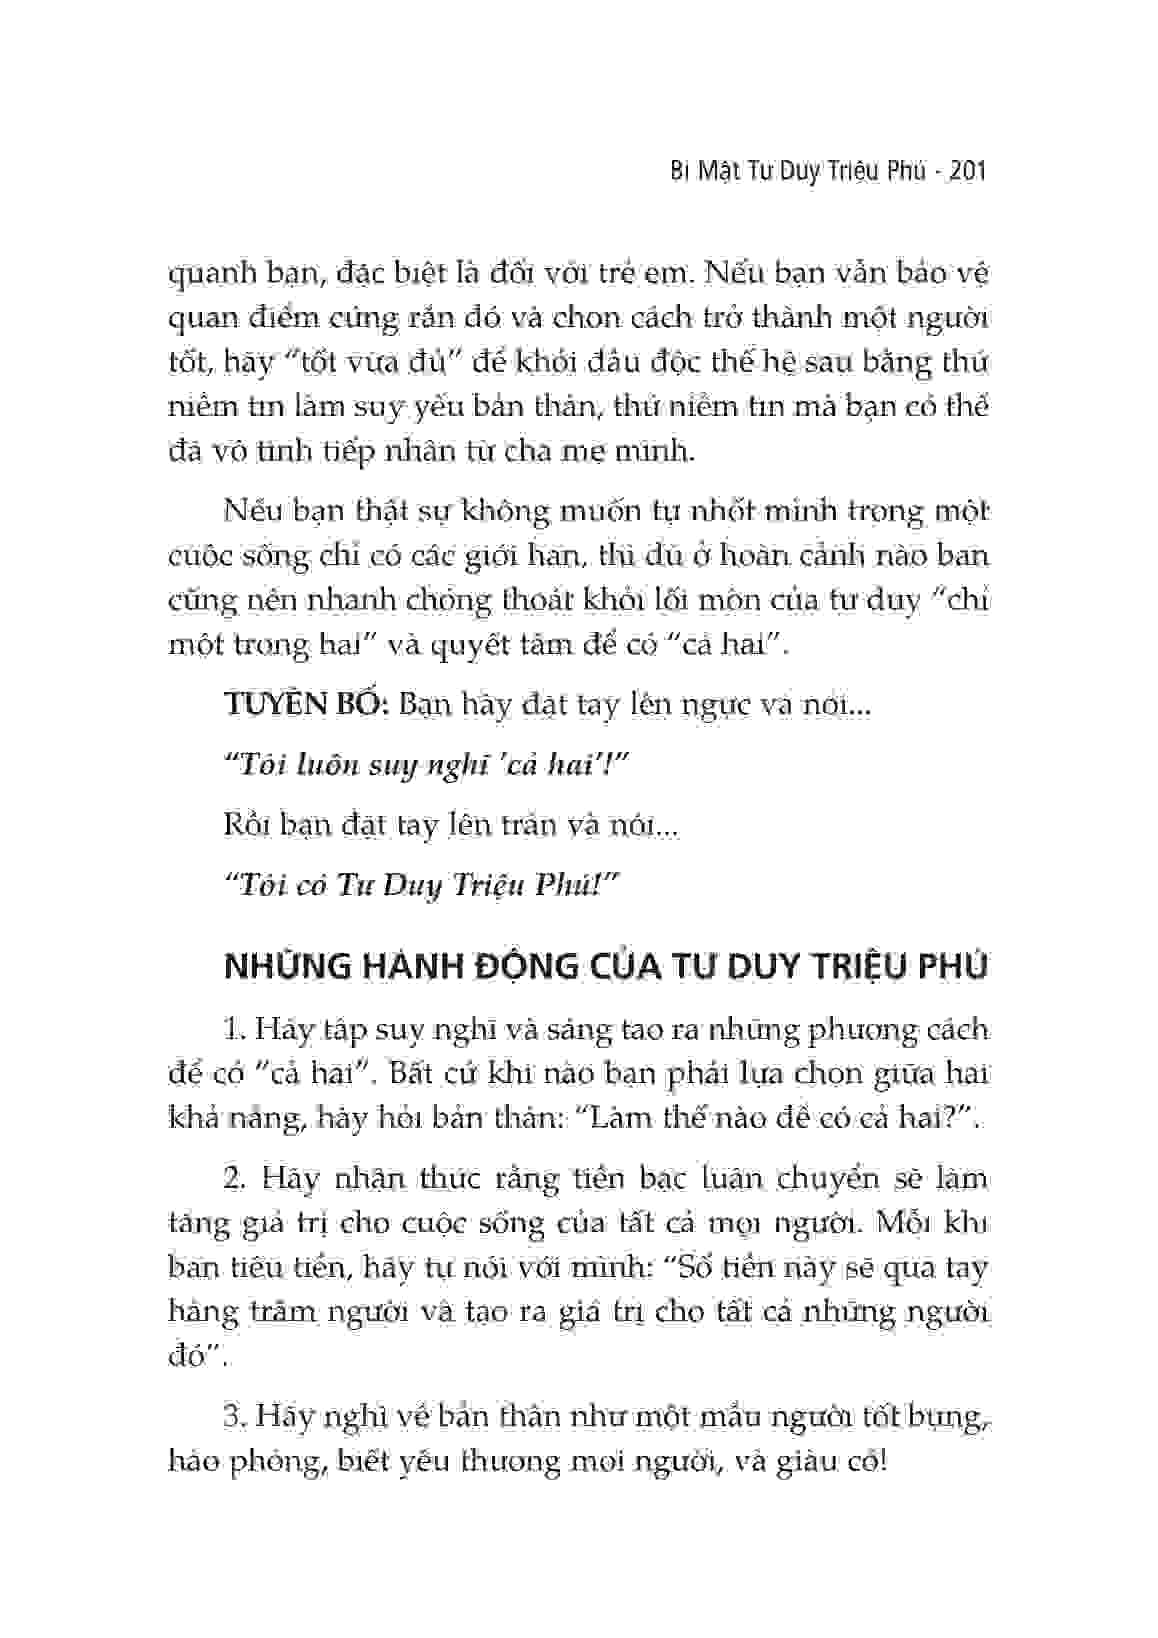 Bí Mật Tư Duy Triệu Phú - 201
quanh bạn, đặc biệt là đối với trẻ em. Nếu bạn vẫn bảo vệ
quan điểm cứng rắn đó và chọn cách trở thành một người
tốt, hãy “tốt vừa đủ” để khỏi đầu độc thế hệ sau bằng thứ
niềm tin làm suy yếu bản thân, thứ niềm tin mà bạn có thể
đã vô tình tiếp nhận từ cha mẹ mình.
Nếu bạn thật sự không muốn tự nhốt mình trong một
cuộc sống chỉ có các giới hạn, thì dù ở hoàn cảnh nào bạn
cũng nên nhanh chóng thoát khỏi lối mòn của tư duy “chỉ
một trong hai” và quyết tâm để có “cả hai”.
TUYÊN BỐ: Bạn hãy đặt tay lên ngực và nói...
“Tôi luôn suy nghĩ ’cả hai’!”
Rồi bạn đặt tay lên trán và nói...
“Tôi có Tư Duy Triệu Phú!”
NHỮNG HÀNH ĐỘNG CỦA TƯ DUY TRIỆU PHÚ
1. Hãy tập suy nghĩ và sáng tạo ra những phương cách
để có “cả hai”. Bất cứ khi nào bạn phải lựa chọn giữa hai
khả năng, hãy hỏi bản thân: “Làm thế nào để có cả hai?”.
2. Hãy nhận thức rằng tiền bạc luân chuyển sẽ làm
tăng giá trị cho cuộc sống của tất cả mọi người. Mỗi khi
bạn tiêu tiền, hãy tự nói với mình: “Số tiền này sẽ qua tay
hàng trăm người và tạo ra giá trị cho tất cả những người
đó”.
3. Hãy nghĩ về bản thân như một mẫu người tốt bụng,
hào phóng, biết yêu thương mọi người, và giàu có!